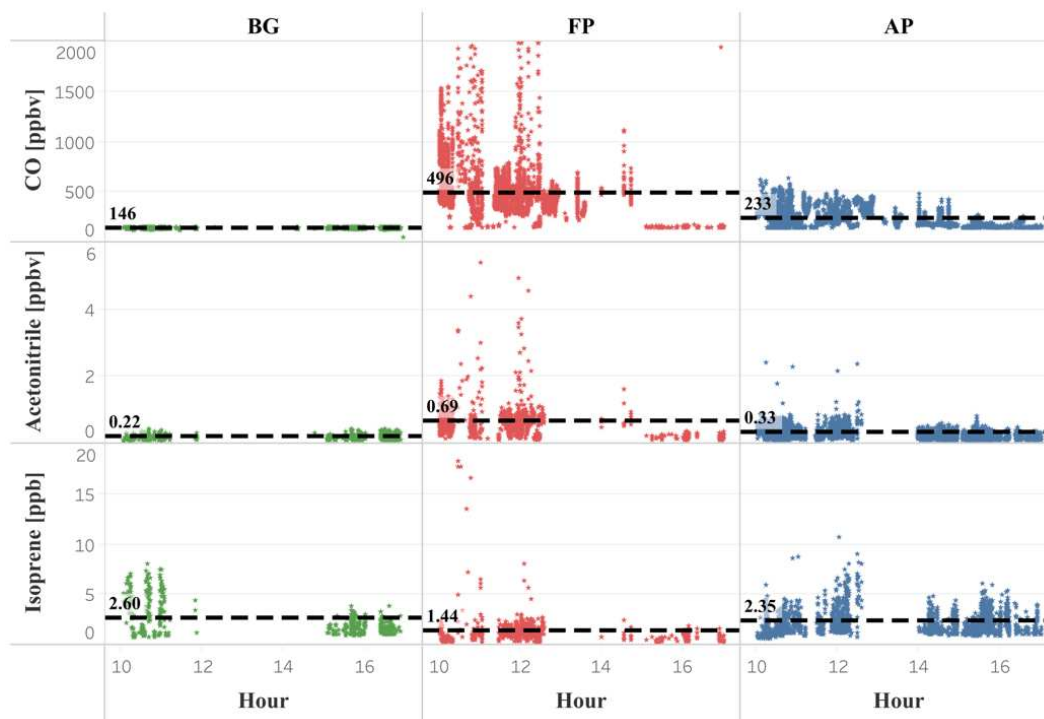 BG FP AP
CO [ppbv]
2000
1500
1000
500
0
146 496 233
Acetonitrile [ppbv]
6
4
2
0
0.22 0.69 0.33
Isoprene [ppb]
20
15
10
5
0
2.60 1.44 2.35
10 12 14 16 10 12 14 16 10 12 14 16
Hour Hour Hour